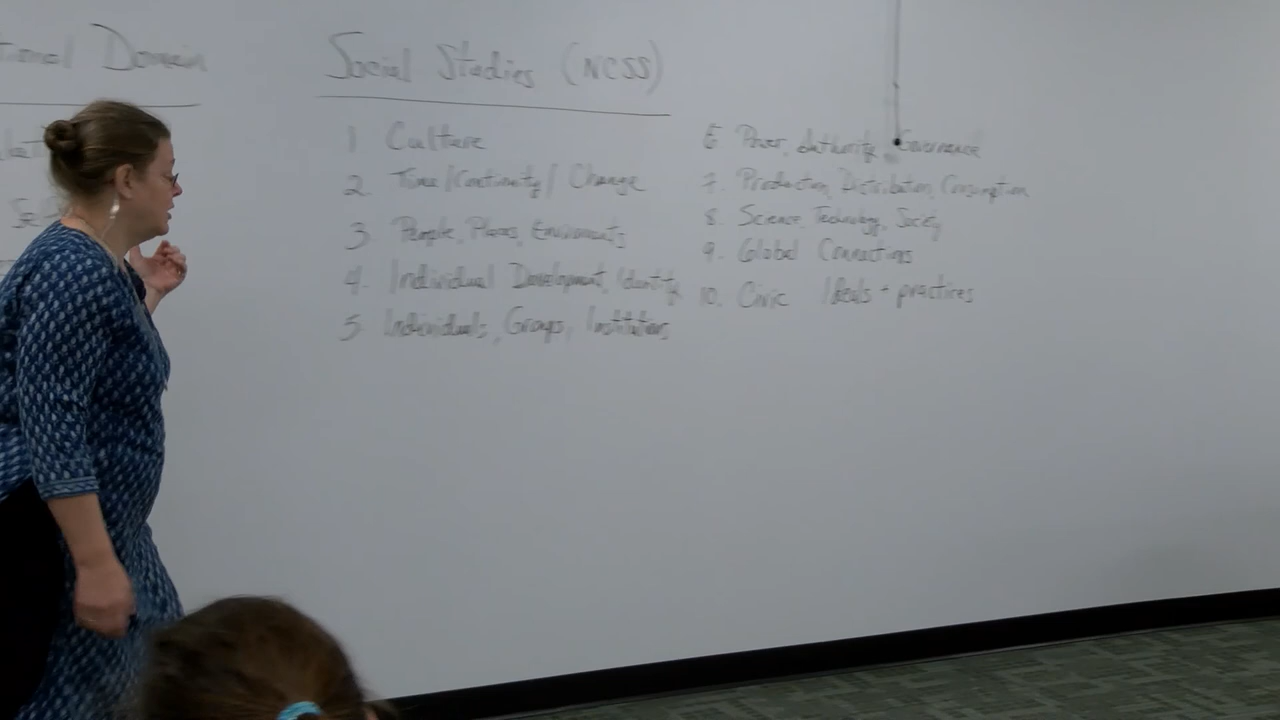 Domain
Social Studies (NCSS)
1 Culture
2 Time/Continuity/Change
3 People, Places, Environments
4. Individual Development, Identity
5 Individuals, Groups, Institutions
6 Power, Authority, Governance
7. Production, Distribution, Consumption
8. Science, Technology, Society
9. Global Connections
10. Civic Ideals + practices